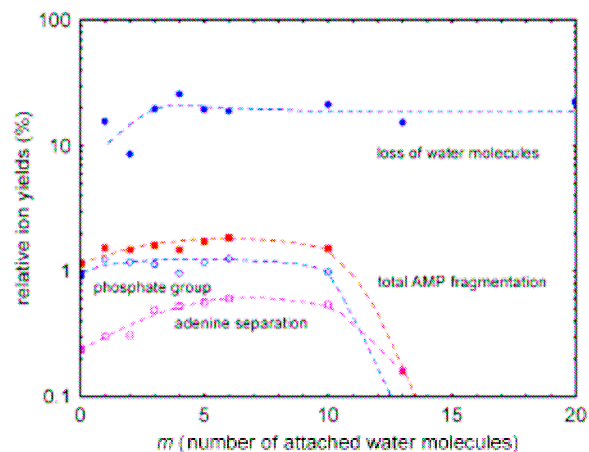 100
10
1
0.1
relative ion yields (%)
loss of water molecules
total AMP fragmentation
phosphate group
adenine separation
0 5 10 15 20
m (number of attached water molecules)